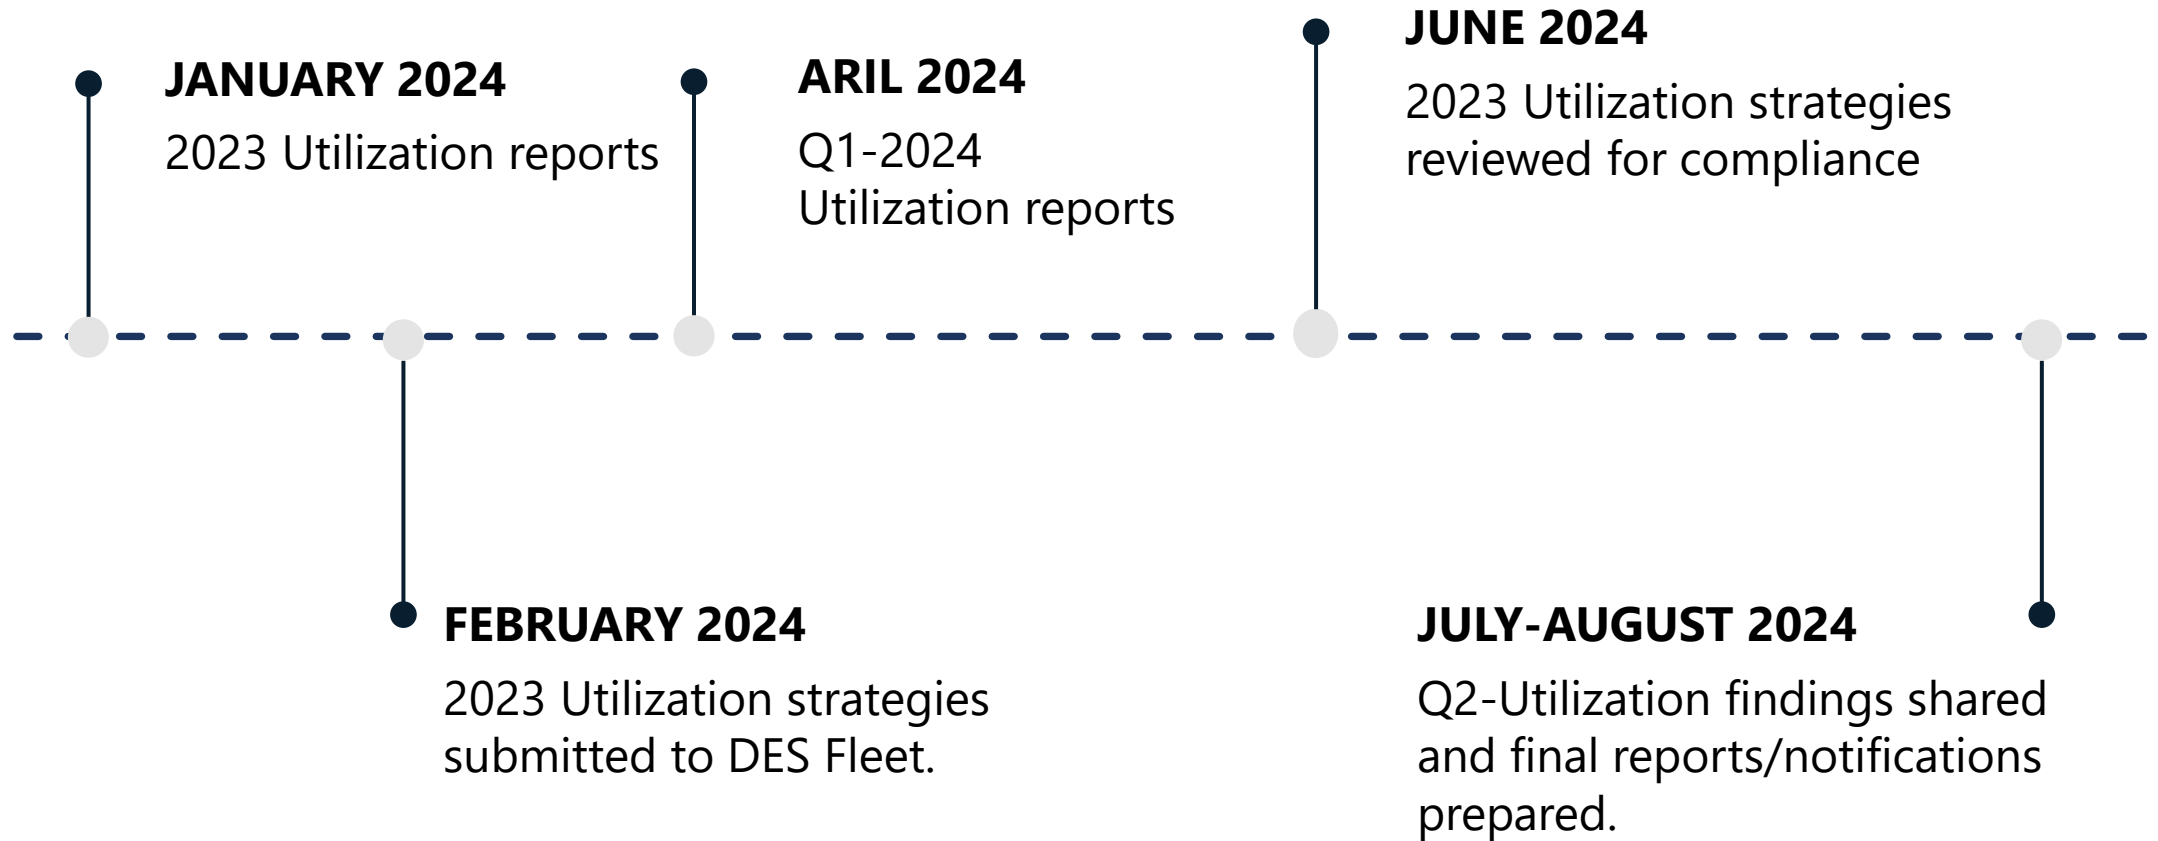 JANUARY 2024
2023 Utilization reports
FEBRUARY 2024
2023 Utilization strategies
submitted to DES Fleet.
ARIL 2024
Q1-2024
Utilization reports
JUNE 2024
2023 Utilization strategies
reviewed for compliance
JULY-AUGUST 2024
Q2-Utilization findings shared
and final reports/notifications
prepared.